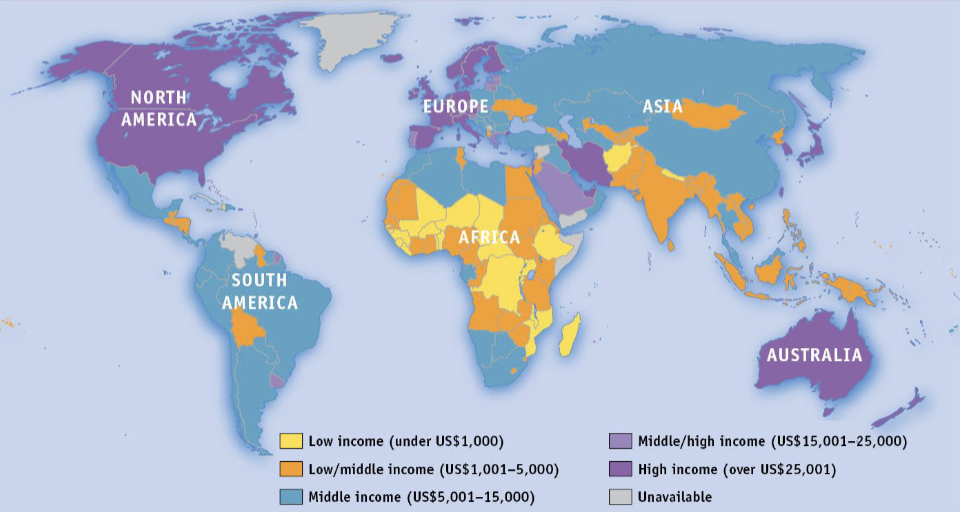 NORTH
AMERICA
EUROPE
ASIA
AFRICA
SOUTH
AMERICA
AUSTRALIA
Low income (under US$1,000)
Low/middle income (US$1,001–5,000)
Middle income (US$5,001–15,000)
Middle/high income (US$15,001–25,000)
High income (over US$25,001)
Unavailable